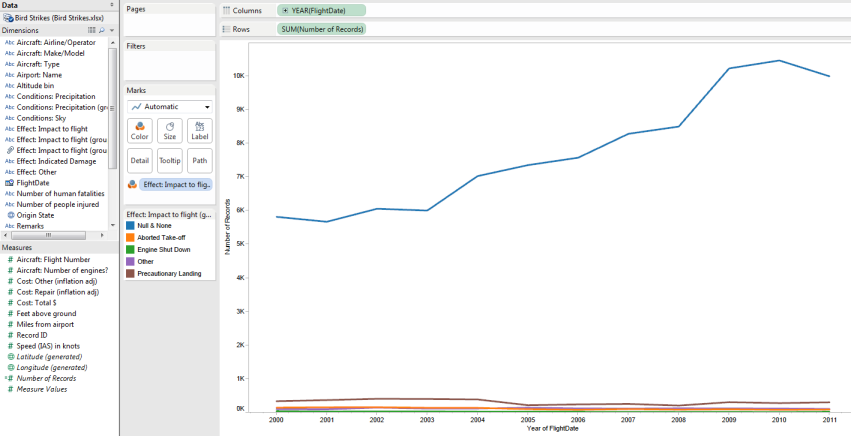 Data
Bird Strikes (Bird Strikes.xlsx)
Dimensions
Abc Aircraft: Airline/Operator
Abc Aircraft: Make/Model
Abc Aircraft: Type
Abc Airport: Name
Abc Altitude bin
Abc Conditions: Precipitation
Abc Conditions: Precipitation (gr
Abc Conditions: Sky
Abc Effect: Impact to flight
Abc Effect: Impact to flight (grou
Effect: Impact to flight (grou
Abc Effect: Indicated Damage
Abc Effect: Other
FlightDate
Abc Number of human fatalities
Abc Number of people injured
Origin State
Abc Remarks
Measures
# Aircraft: Flight Number
# Aircraft: Number of engines?
# Cost: Other (inflation adj)
# Cost: Repair (inflation adj)
# Cost: Total $
# Feet above ground
# Miles from airport
# Record ID
# Speed (IAS) in knots
Latitude (generated)
Longitude (generated)
# Number of Records
# Measure Values
Pages
Filters
Marks
Automatic
Color Size Abc 123 Label
Detail Tooltip Path
Effect: Impact to flig..
Effect: Impact to flight (g...
Null & None
Aborted Take-off
Engine Shut Down
Other
Precautionary Landing
Columns YEAR(FlightDate)
Rows SUM(Number of Records)
Number of Records
10K
9K
8K
7K
6K
5K
4K
3K
2K
1K
0K
2000 2001 2002 2003 2004 2005 2006 2007 2008 2009 2010 2011
Year of FlightDate